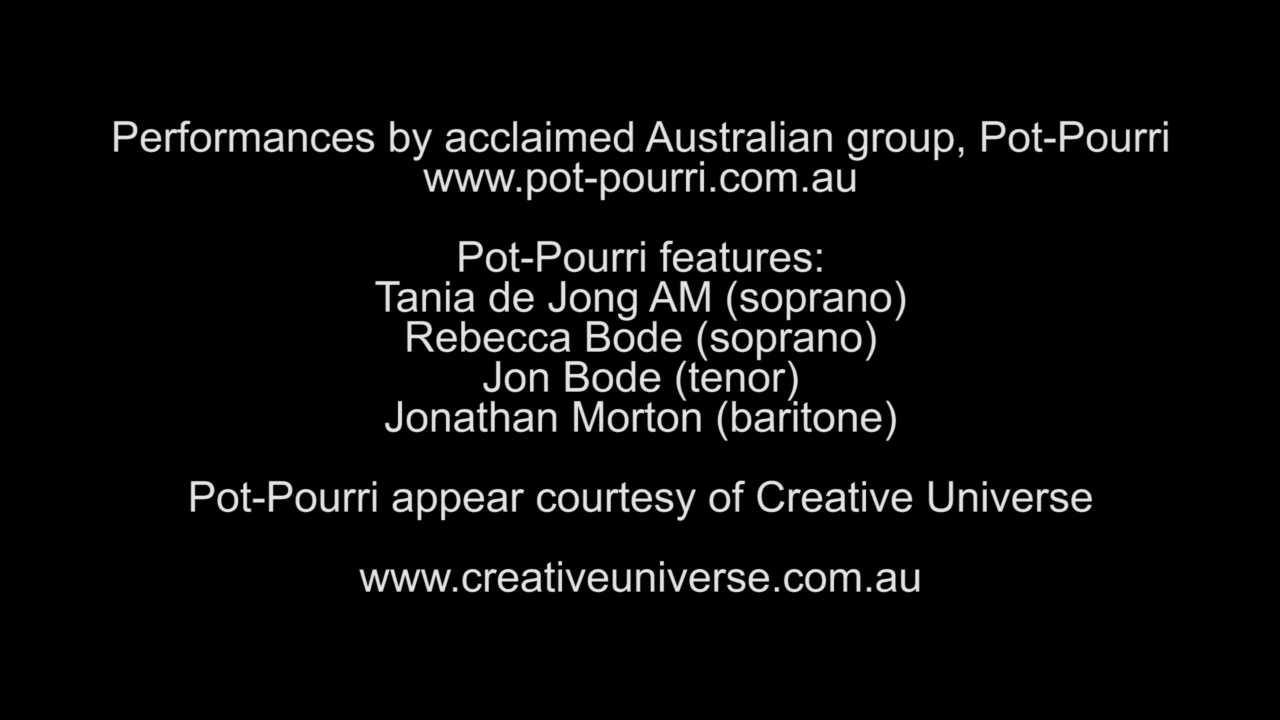 Performances by acclaimed Australian group, Pot-Pourri
www.pot-pourri.com.au
Pot-Pourri features:
Tania de Jong AM (soprano)
Rebecca Bode (soprano)
Jon Bode (tenor)
Jonathan Morton (baritone)
Pot-Pourri appear courtesy of Creative Universe
www.creativeuniverse.com.au